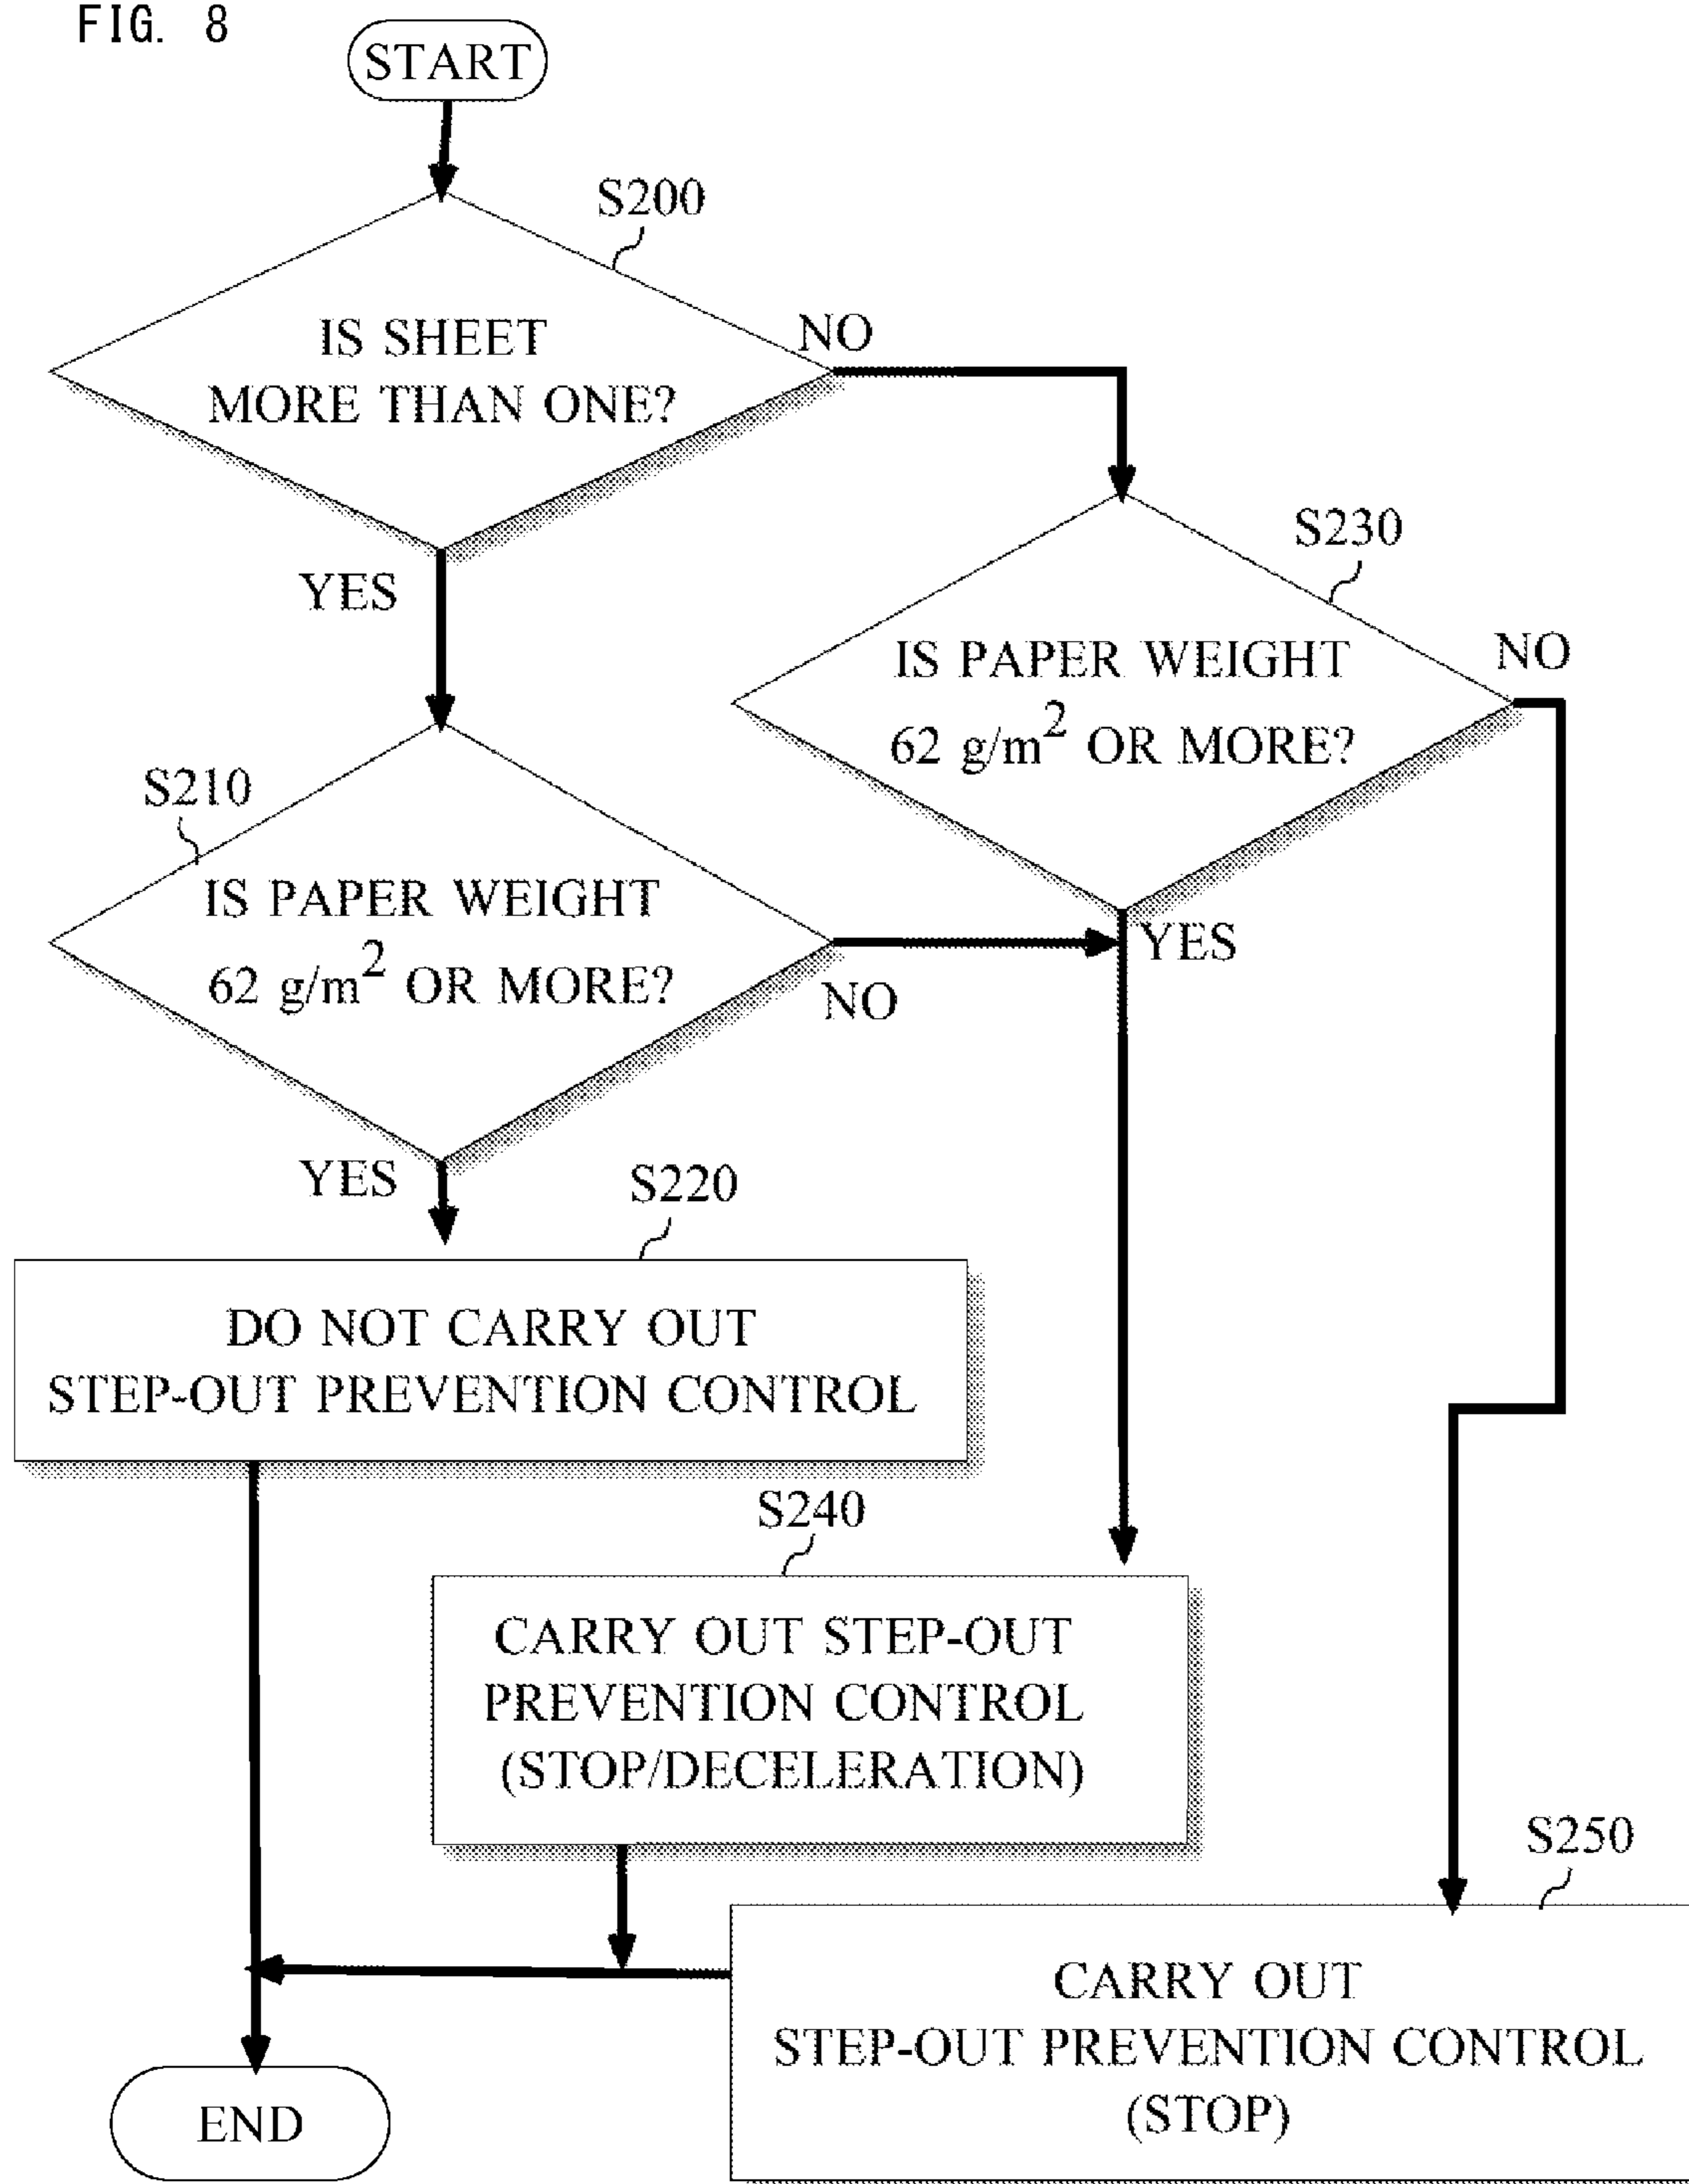 FIG. 8
START
S200
IS SHEET
MORE THAN ONE?
NO
YES
S230
IS PAPER WEIGHT
62 g/m² OR MORE?
NO
YES
S210
IS PAPER WEIGHT
62 g/m² OR MORE?
NO
YES
S220
DO NOT CARRY OUT
STEP-OUT PREVENTION CONTROL
S240
CARRY OUT STEP-OUT
PREVENTION CONTROL
(STOP/DECELERATION)
S250
CARRY OUT
STEP-OUT PREVENTION CONTROL
(STOP)
END